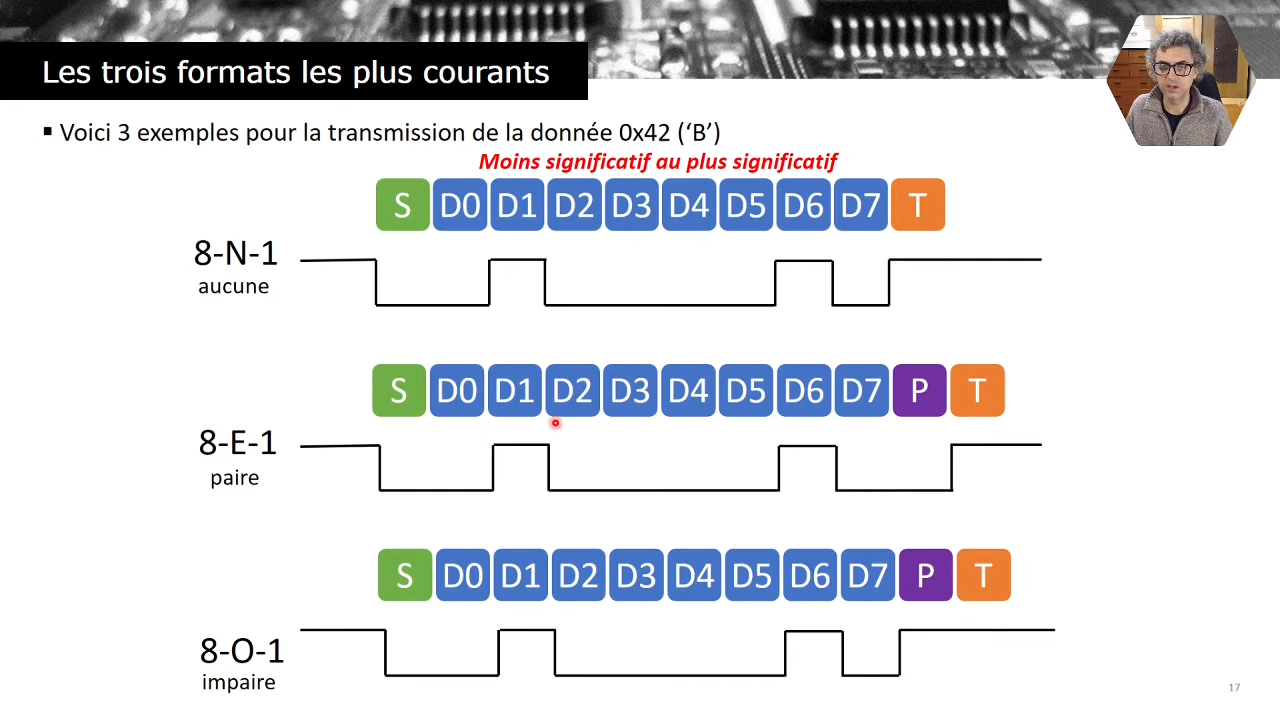 Les trois formats les plus courants
▪ Voici 3 exemples pour la transmission de la donnée 0x42 (‘B’)
Moins significatif au plus significatif
S D0 D1 D2 D3 D4 D5 D6 D7 T
8-N-1
aucune
S D0 D1 D2 D3 D4 D5 D6 D7 P T
8-E-1
paire
S D0 D1 D2 D3 D4 D5 D6 D7 P T
8-O-1
impaire
17